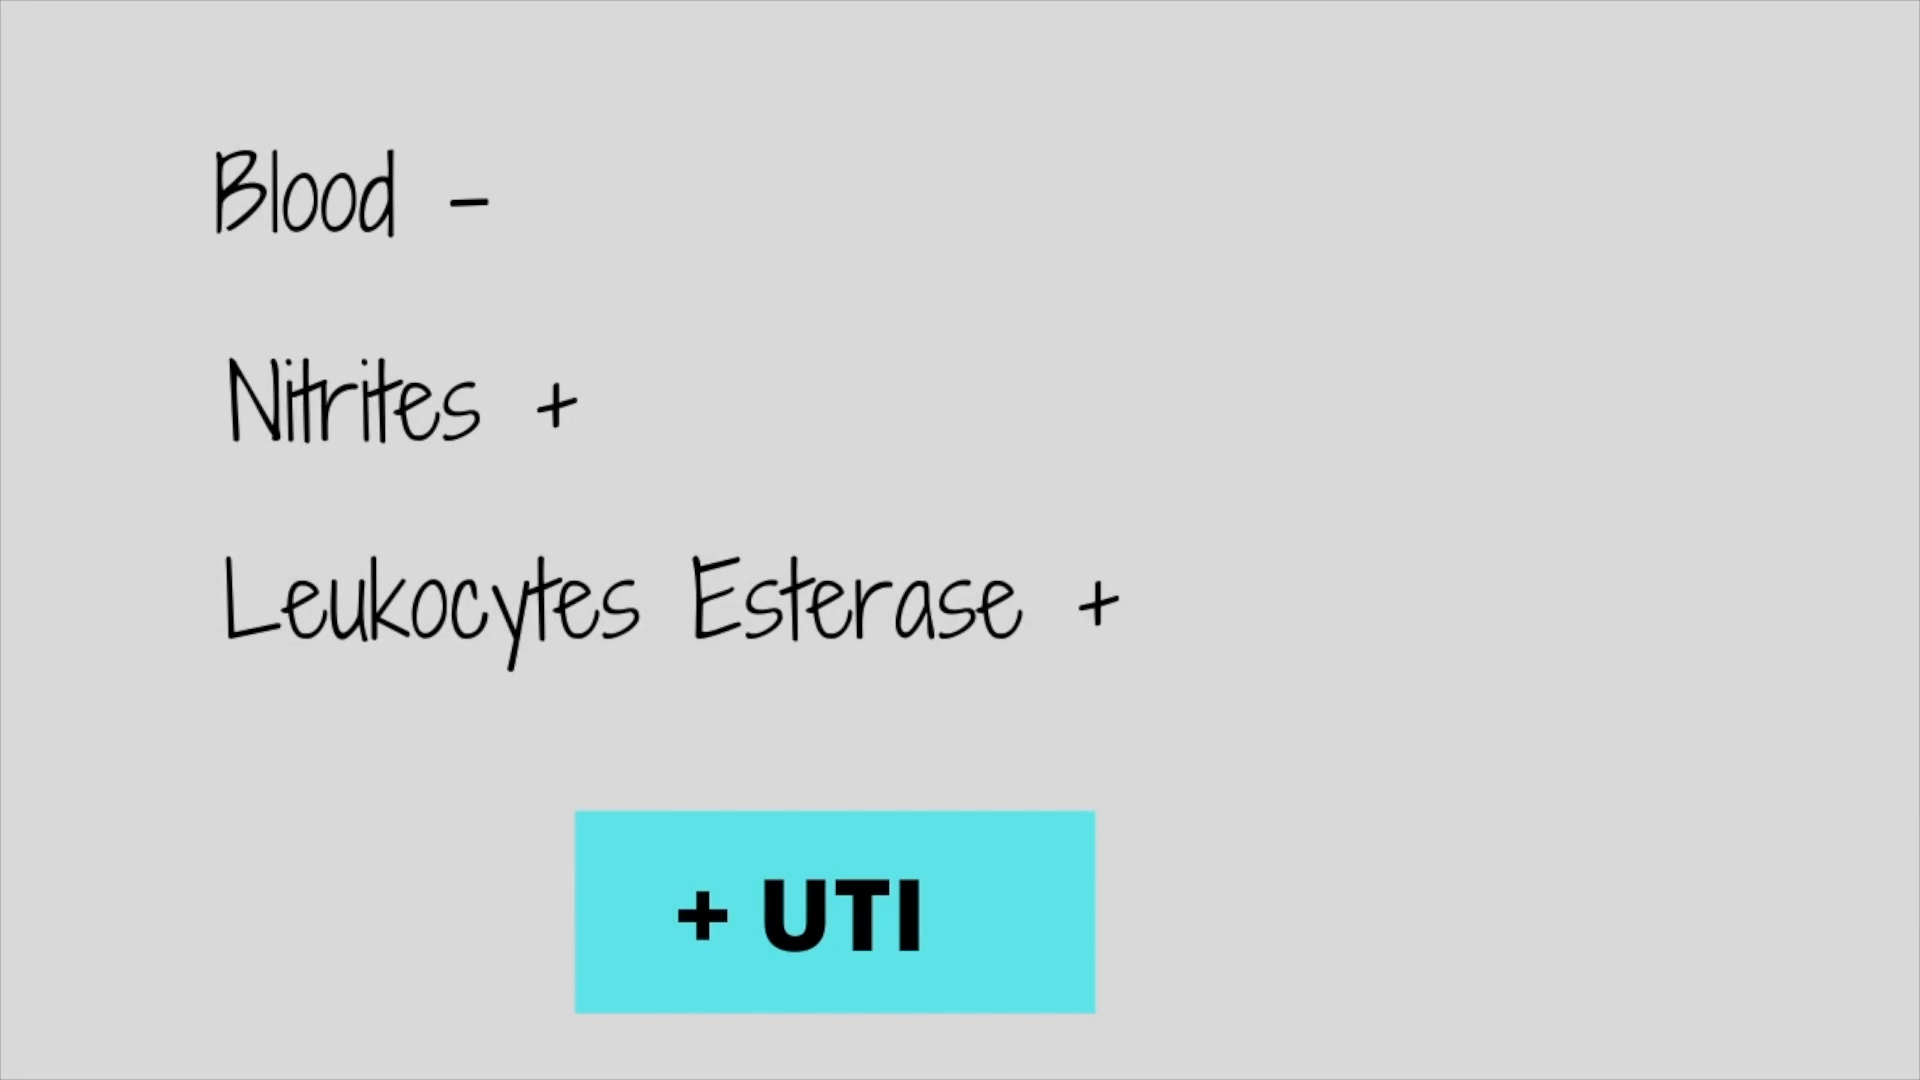 Blood -
Nitrites +
Leukocytes Esterase +
+ UTI